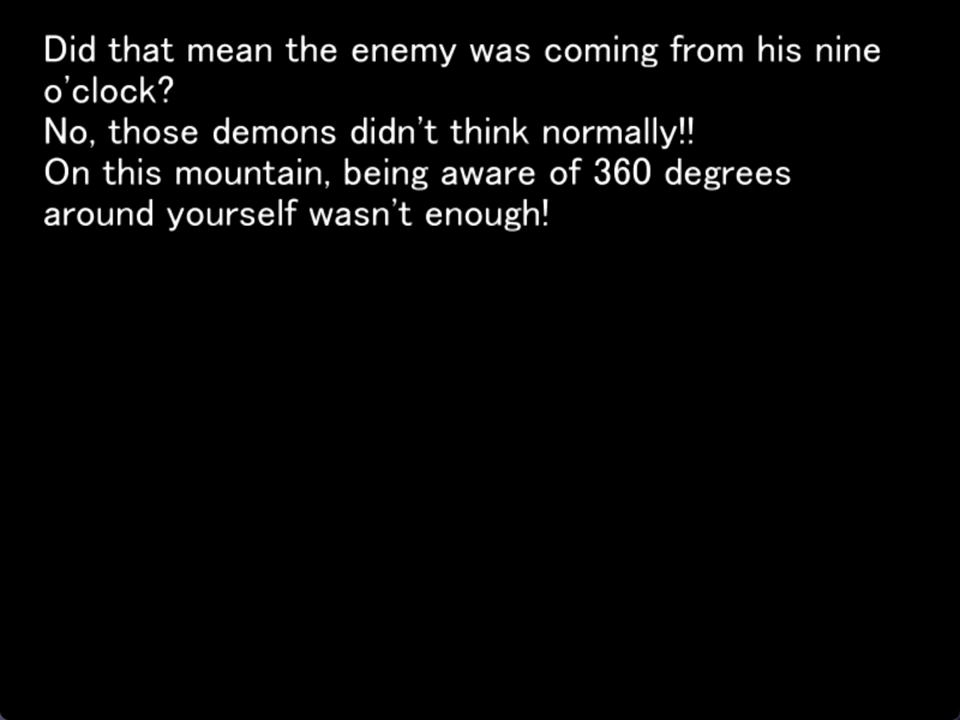 Did that mean the enemy was coming from his nine
o’clock?
No, those demons didn’t think normally!!
On this mountain, being aware of 360 degrees
around yourself wasn’t enough!